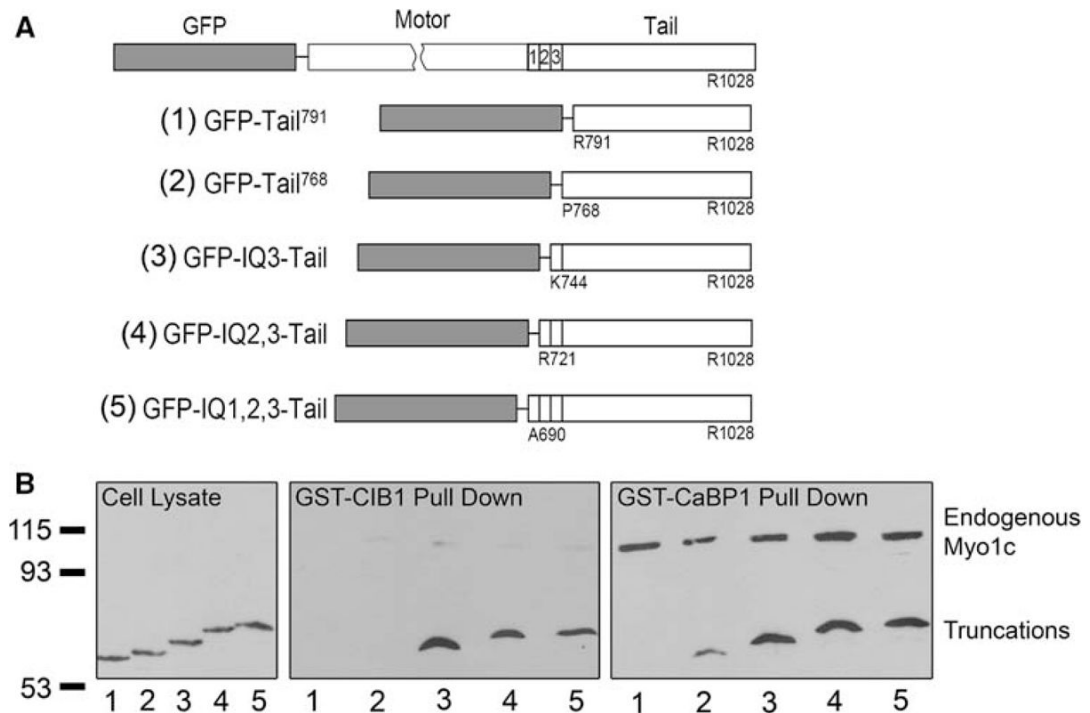 A
GFP
Motor
Tail
1 2 3
R1028
(1) GFP-Tail⁷⁹¹
R791
R1028
(2) GFP-Tail⁷⁶⁸
P768
R1028
(3) GFP-IQ3-Tail
K744
R1028
(4) GFP-IQ2,3-Tail
R721
R1028
(5) GFP-IQ1,2,3-Tail
A690
R1028
B
Cell Lysate
GST-CIB1 Pull Down
GST-CaBP1 Pull Down
115
93
53
Endogenous
Myo1c
Truncations
1 2 3 4 5
1 2 3 4 5
1 2 3 4 5